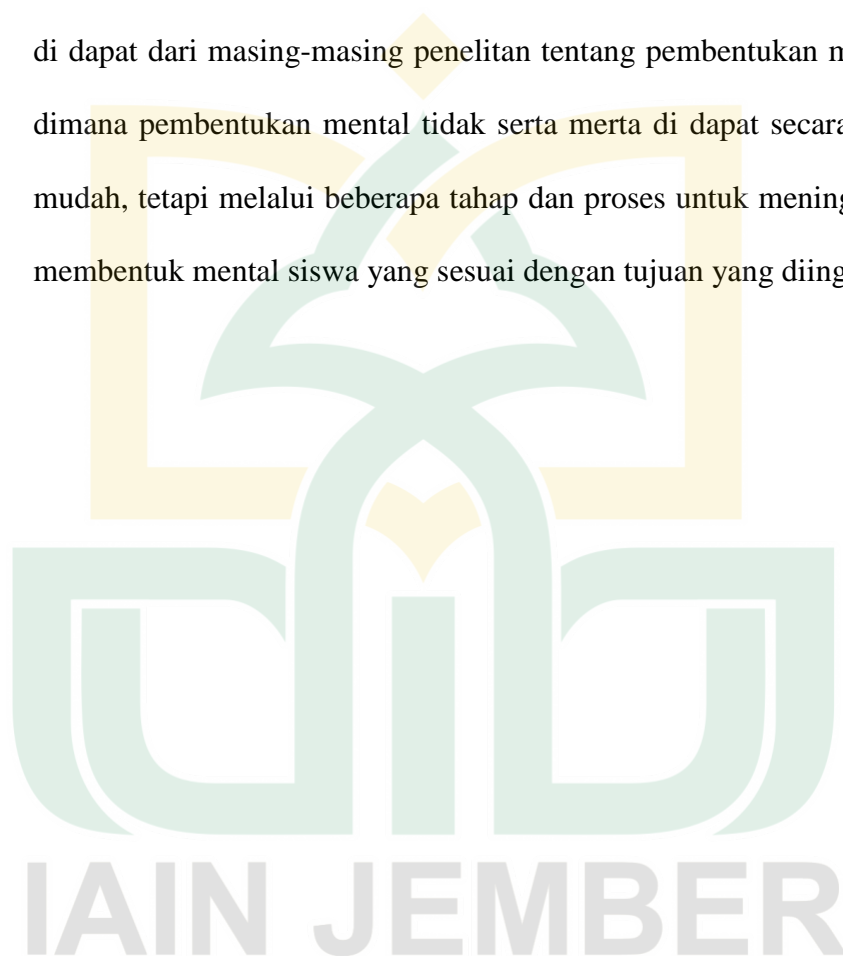 di dapat dari masing-masing penelitan tentang pembentukan
dimana pembentukan mental tidak serta merta di dapat secara
mudah, tetapi melalui beberapa tahap dan proses untuk
membentuk mental siswa yang sesuai dengan tujuan yang
IAIN JEMBER